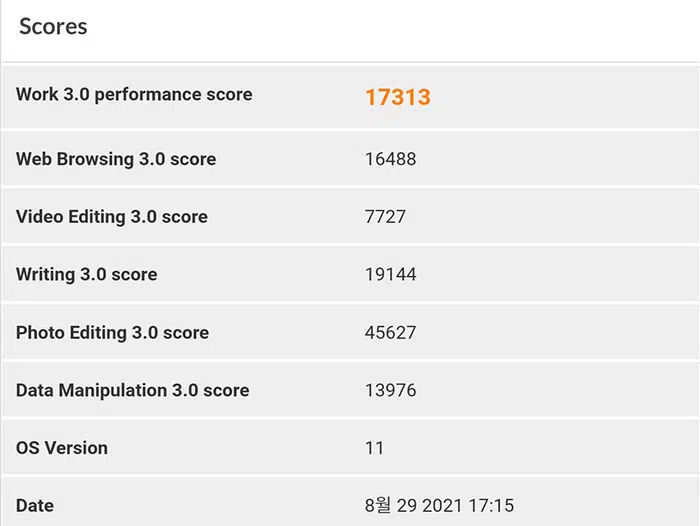 Scores
Work 3.0 performance score 17313
Web Browsing 3.0 score 16488
Video Editing 3.0 score 7727
Writing 3.0 score 19144
Photo Editing 3.0 score 45627
Data Manipulation 3.0 score 13976
OS Version 11
Date 8월 29 2021 17:15